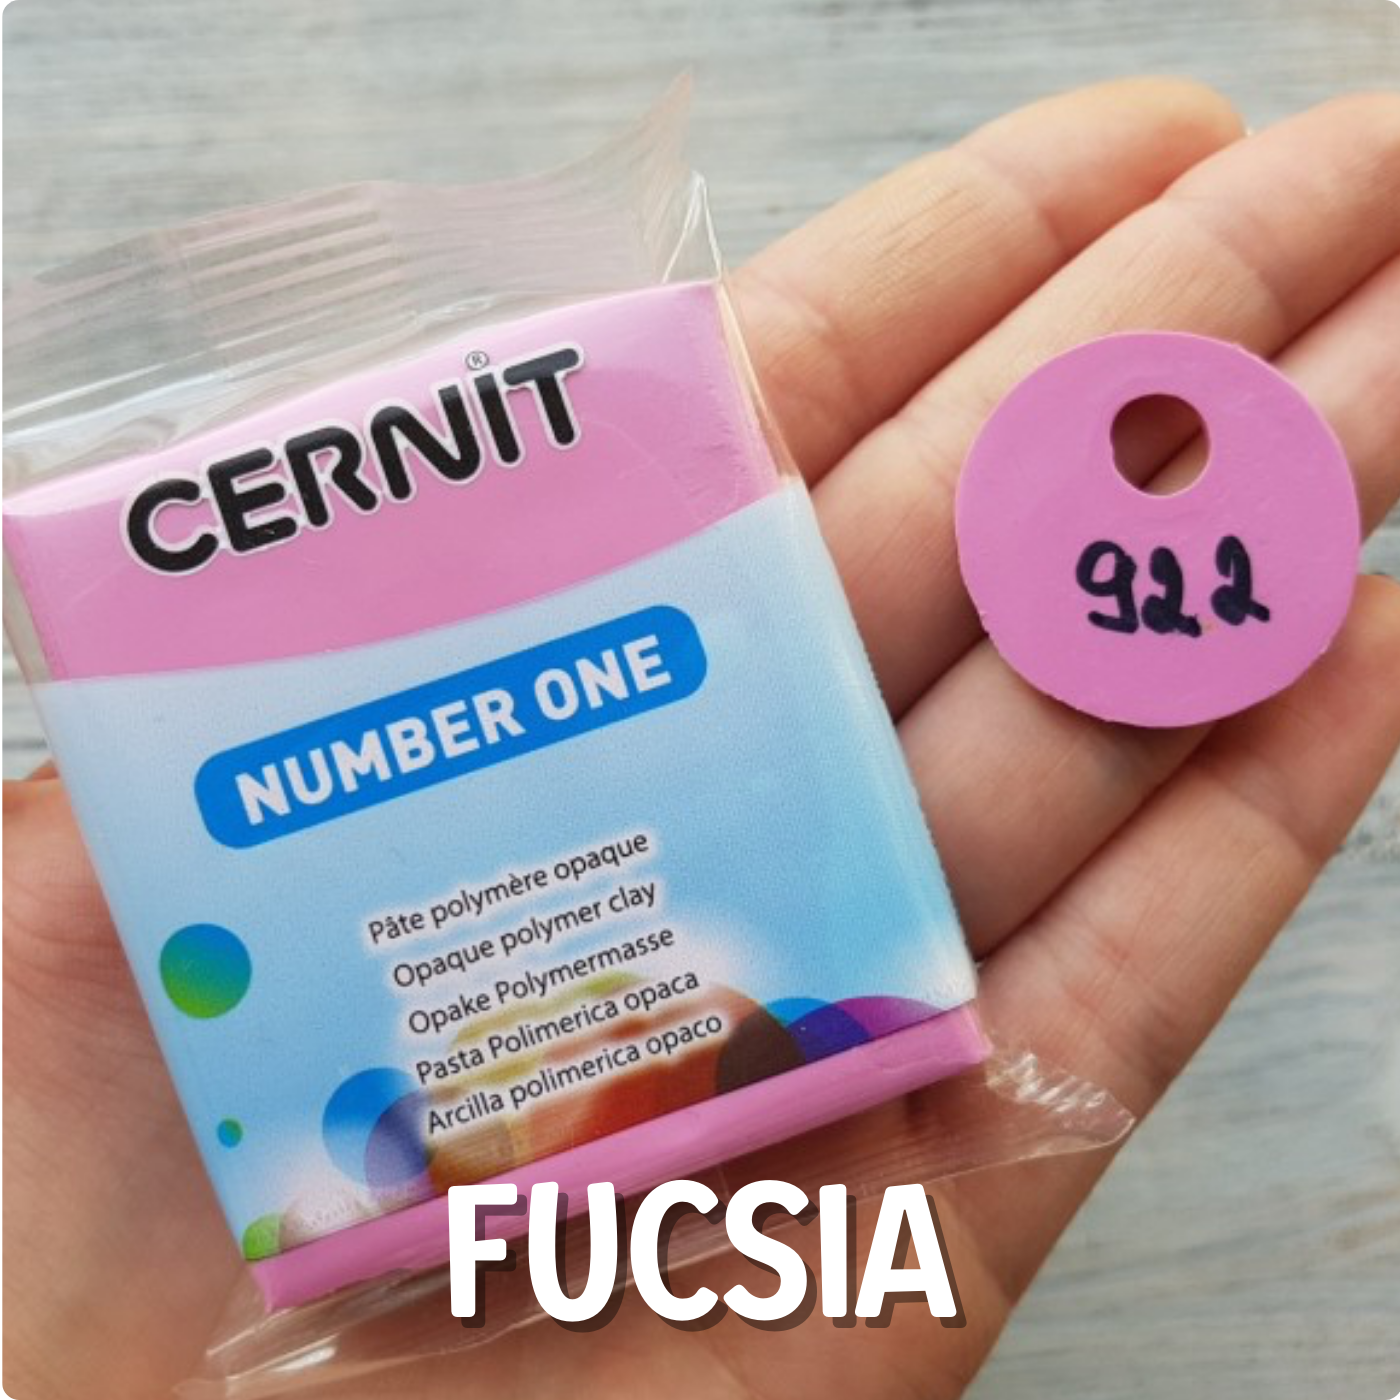 CERNIT®
NUMBER ONE
Pâte polymère opaque
Opaque polymer clay
Opake Polymermasse
Pasta Polimerica opaca
Arcilla polimerica opaco
922
FUCSIA